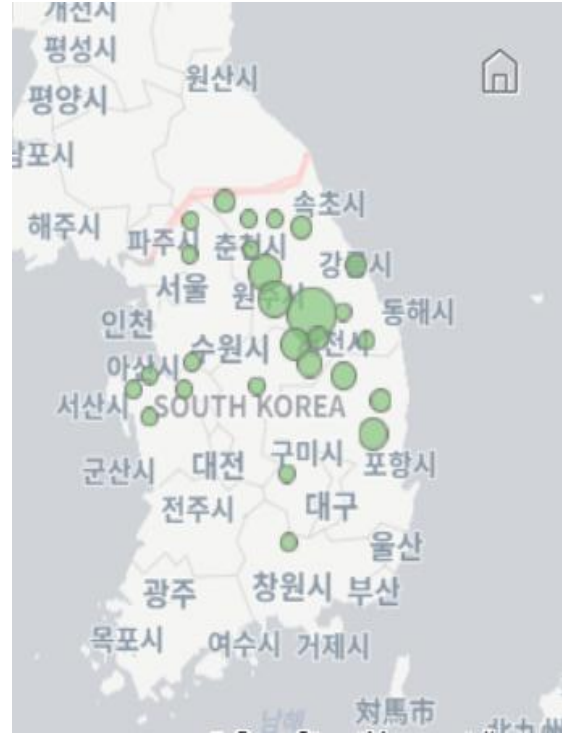 개천시
평성시
원산시
평양시
남포시
해주시
속초시
파주시
춘천시
강릉시
서울
원주시
동해시
인천
수원시
아산시
서산시
SOUTH KOREA
구미시
대전
포항시
군산시
전주시
대구
울산
창원시
부산
광주
목포시
여수시
거제시
남해
対馬市